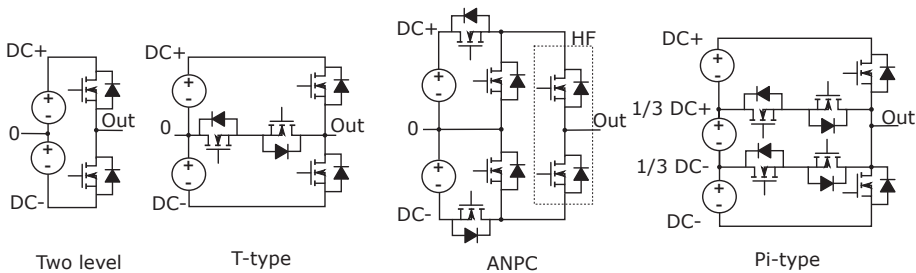 DC+
0
DC-
Out
Two level
DC+
0
Out
DC-
T-type
DC+
0
DC-
HF
Out
ANPC
DC+
1/3 DC+
1/3 DC-
DC-
Out
Pi-type